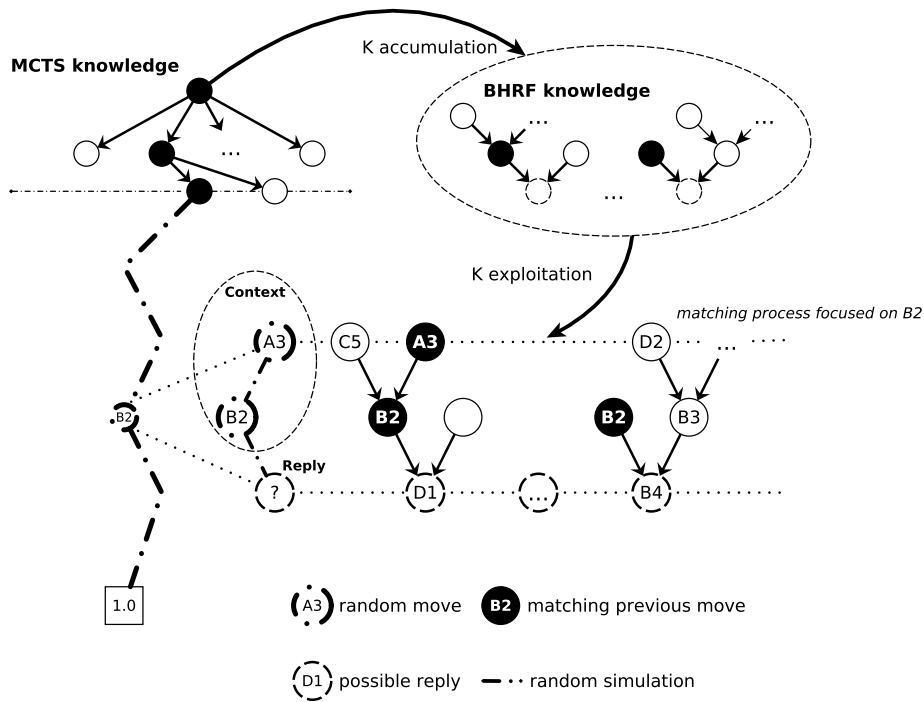 K accumulation
MCTS knowledge
BHRF knowledge
...
...
...
...
K exploitation
matching process focused on B2
Context
A3
C5
A3
D2
...
B2
B2
B2
B2
B3
Reply
?
D1
...
B4
1.0
A3 random move
B2 matching previous move
D1 possible reply
random simulation